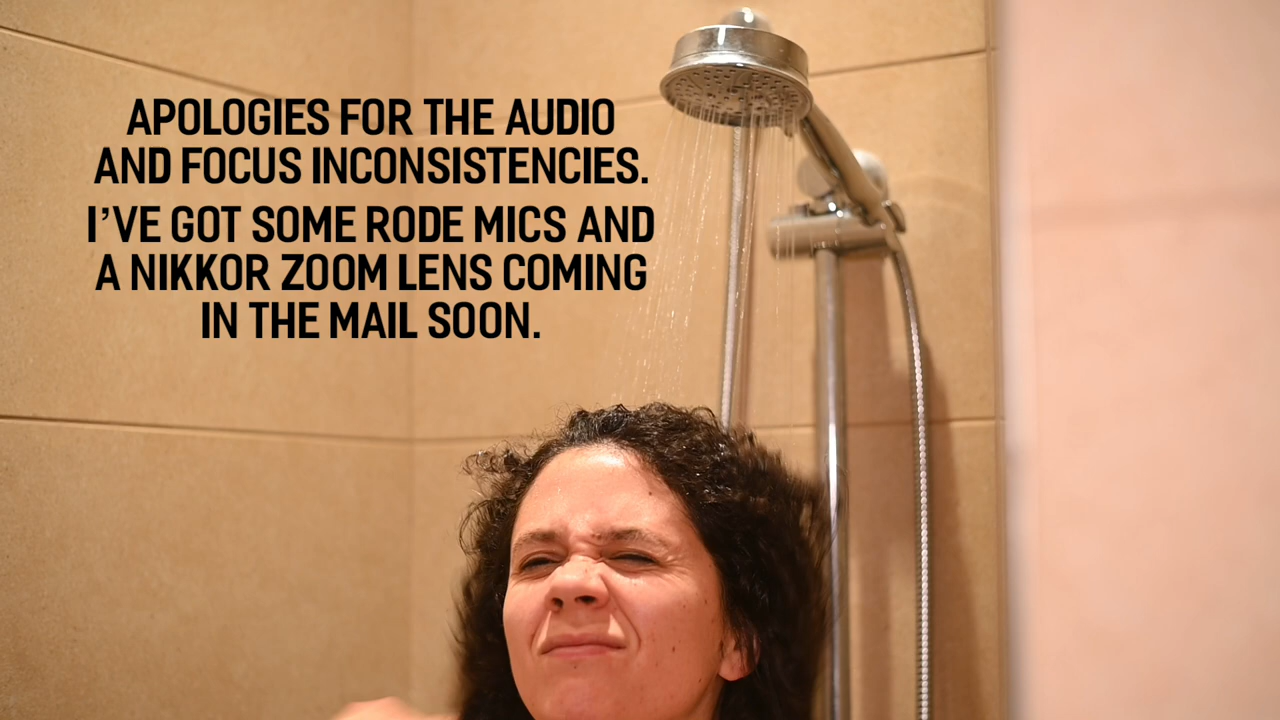 APOLOGIES FOR THE AUDIO
AND FOCUS INCONSISTENCIES.
I’VE GOT SOME RODE MICS AND
A NIKKOR ZOOM LENS COMING
IN THE MAIL SOON.